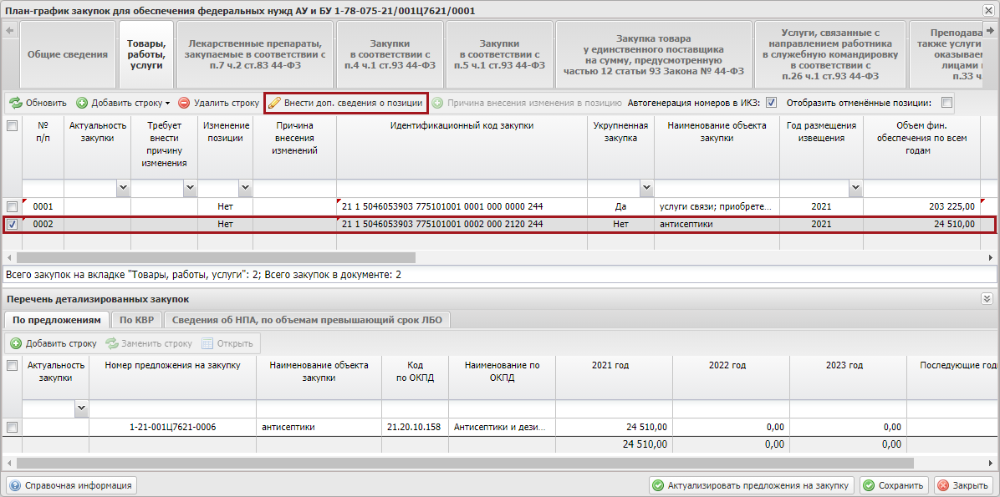 План-график закупок для обеспечения федеральных нужд АУ и БУ 1-78-075-21/001Ц7621/0001
Общие сведения
Товары,
работы,
услуги
Лекарственные препараты,
закупаемые в соответствии с
п.7 ч.2 ст.83 44-ФЗ
Закупки
в соответствии с
п.4 ч.1 ст.93 44-ФЗ
Закупки
в соответствии с
п.5 ч.1 ст.93 44-ФЗ
Закупка товара
у единственного поставщика
на сумму, предусмотренную
частью 12 статьи 93 Закона № 44-ФЗ
Услуги, связанные с
направлением работника
в служебную командировку
в соответствии с
п.26 ч.1 ст.93 44-ФЗ
Преподава
также услуги
оказываем
лицами
п.33 ч.
Обновить Добавить строку Удалить строку Внести доп. сведения о позиции Причина внесения изменения в позицию Автогенерация номеров в ИКЗ: Отобразить отменённые позиции:
№
п/п
Актуальность
закупки
Требует
внести
причину
изменения
Изменение
позиции
Причина
внесения
изменений
Идентификационный код закупки
Укрупненная
закупка
Наименование объекта
закупки
Год размещения
извещения
Объем фин.
обеспечения по всем
годам
0001 Нет 21 1 5046053903 775101001 0001 000 0000 244 Да услуги связи; приобрете... 2021 203 225,00
0002 Нет 21 1 5046053903 775101001 0002 000 2120 244 Нет антисептики 2021 24 510,00
Всего закупок на вкладке "Товары, работы, услуги": 2; Всего закупок в документе: 2
Перечень детализированных закупок
По предложениям По КВР Сведения об НПА, по объемам превышающий срок ЛБО
Добавить строку Заменить строку Открыть
Актуальность
закупки
Номер предложения на закупку
Наименование объекта
закупки
Код
по ОКПД
Наименование по
ОКПД
2021 год
2022 год
2023 год
Последующие год
1-21-001Ц7621-0006 антисептики 21.20.10.158 Антисептики и дези... 24 510,00 0,00 0,00
24 510,00 0,00 0,00
Справочная информация Актуализировать предложения на закупку Сохранить Закрыть